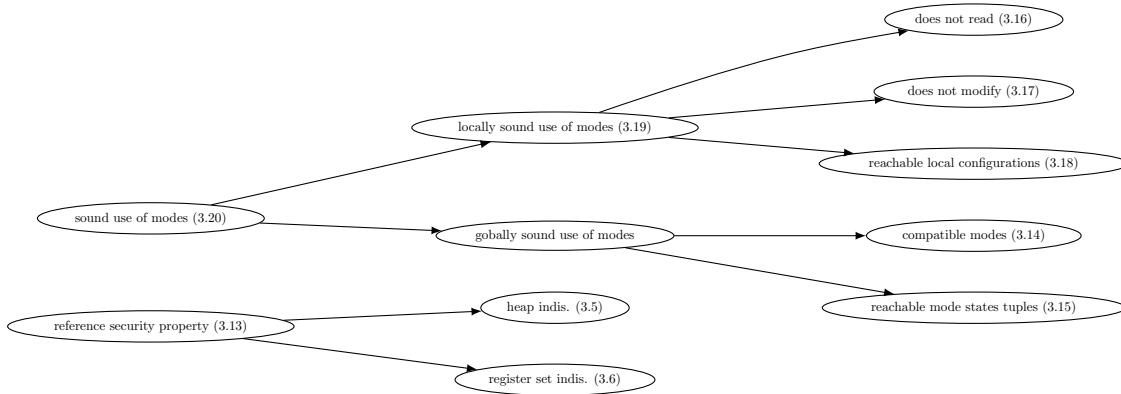 does not read (3.16)
does not modify (3.17)
locally sound use of modes (3.19)
reachable local configurations (3.18)
sound use of modes (3.20)
gobally sound use of modes
compatible modes (3.14)
heap indis. (3.5)
reachable mode states tuples (3.15)
reference security property (3.13)
register set indis. (3.6)